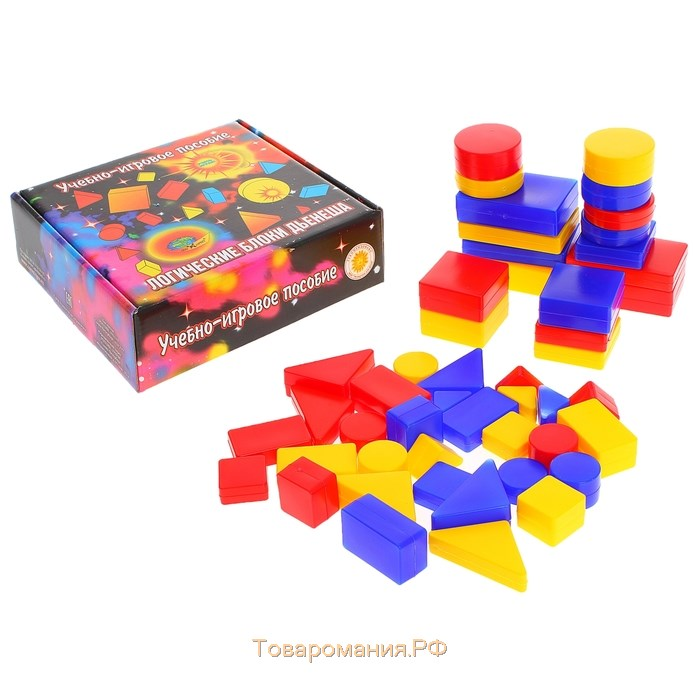 Учебно-игровое пособие
ЛОГИЧЕСКИЕ БЛОКИ ДЬЕНЕША
Учебно-игровое пособие
Товаромания.РФ